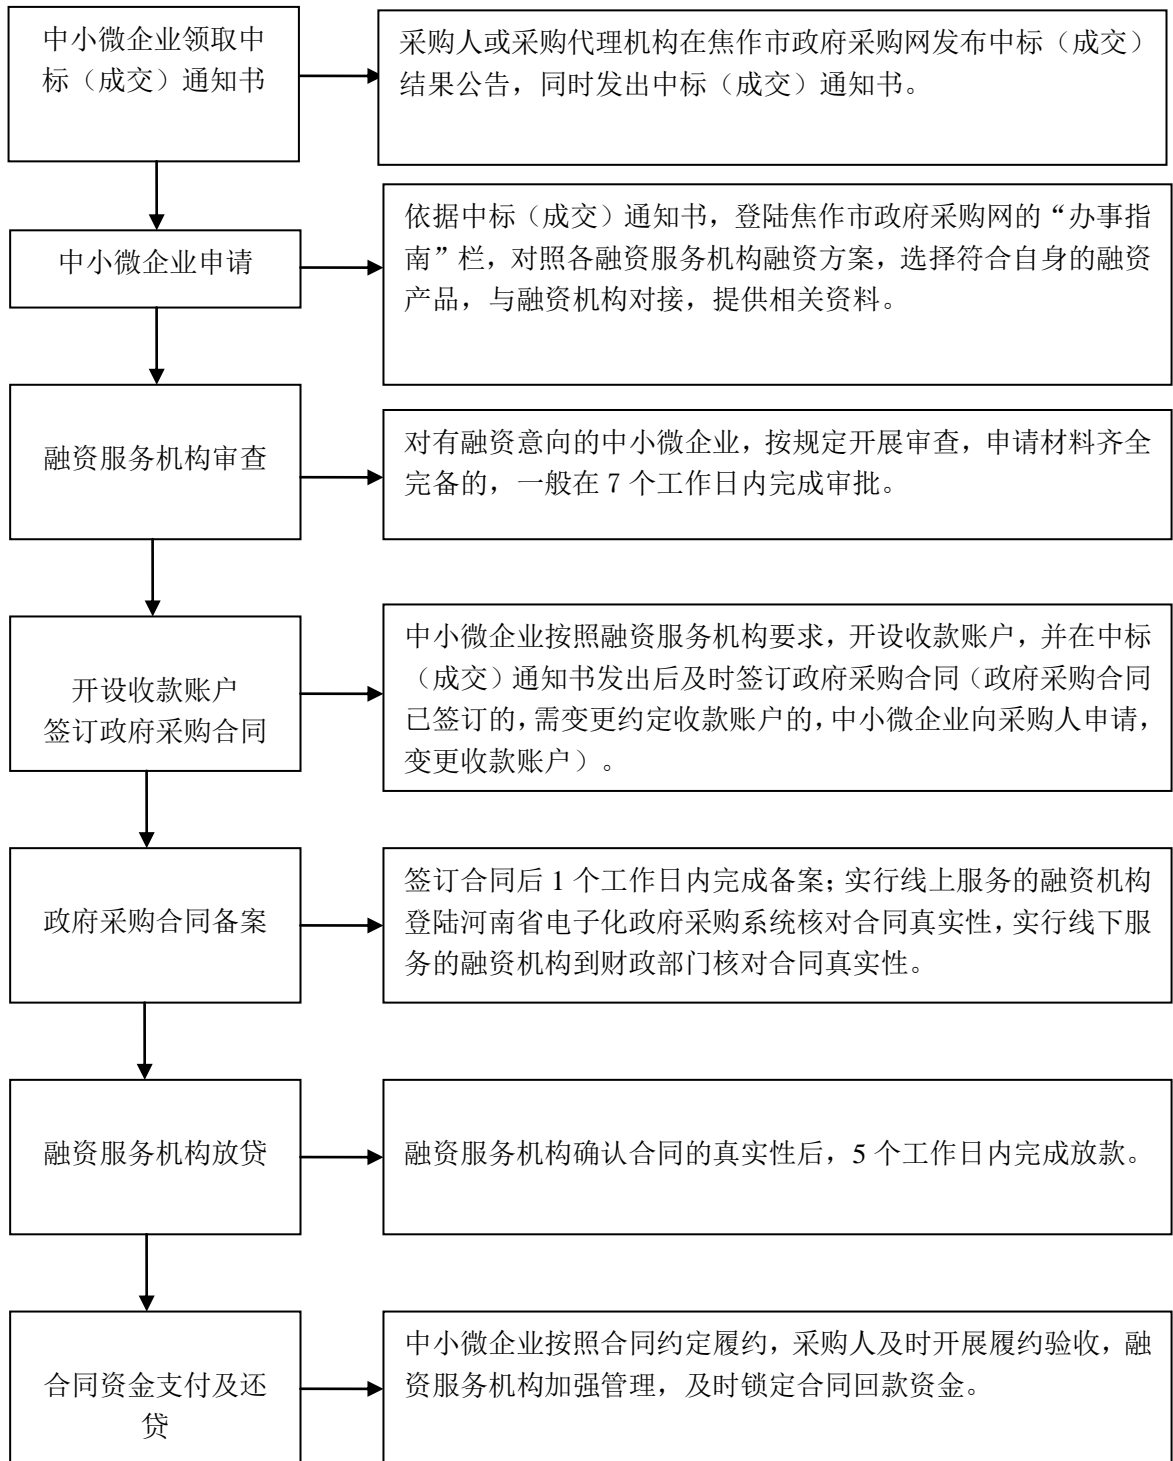 中小微企业领取中
标（成交）通知书
采购人或采购代理机构在焦作市政府采购网发布中标（成交）
结果公告，同时发出中标（成交）通知书。
中小微企业申请
依据中标（成交）通知书，登陆焦作市政府采购网的“办事指
南”栏，对照各融资服务机构融资方案，选择符合自身的融资
产品，与融资机构对接，提供相关资料。
融资服务机构审查
对有融资意向的中小微企业，按规定开展审查，申请材料齐全
完备的，一般在 7 个工作日内完成审批。
开设收款账户
签订政府采购合同
中小微企业按照融资服务机构要求，开设收款账户，并在中标
（成交）通知书发出后及时签订政府采购合同（政府采购合同
已签订的，需变更约定收款账户的，中小微企业向采购人申请，
变更收款账户）。
政府采购合同备案
签订合同后 1 个工作日内完成备案；实行线上服务的融资机构
登陆河南省电子化政府采购系统核对合同真实性，实行线下服
务的融资机构到财政部门核对合同真实性。
融资服务机构放贷
融资服务机构确认合同的真实性后，5 个工作日内完成放款。
合同资金支付及还
贷
中小微企业按照合同约定履约，采购人及时开展履约验收，融
资服务机构加强管理，及时锁定合同回款资金。